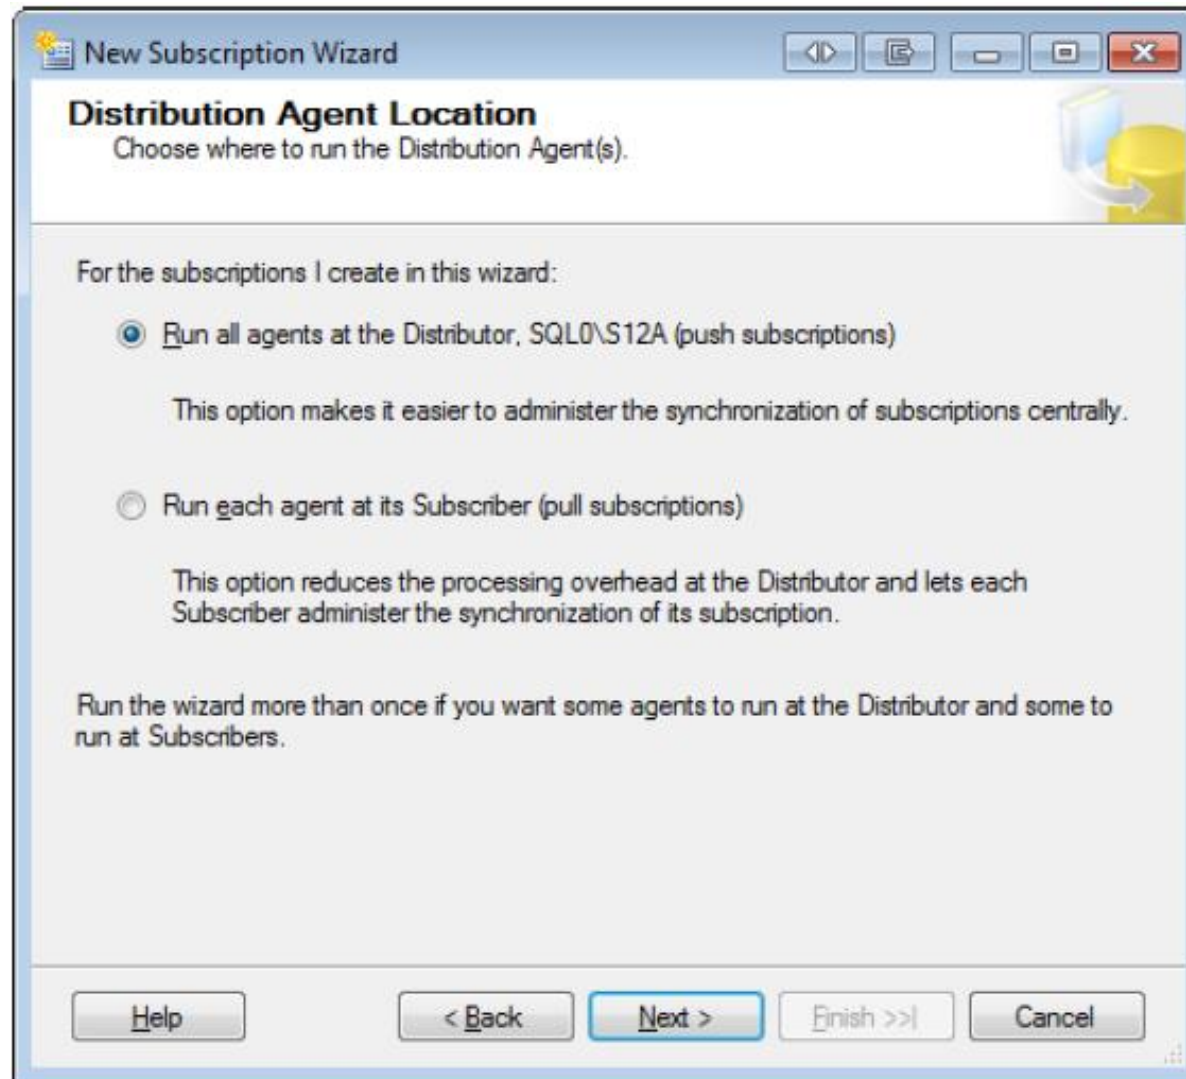 New Subscription Wizard
Distribution Agent Location
Choose where to run the Distribution Agent(s).
For the subscriptions I create in this wizard:
Run all agents at the Distributor, SQL0\S12A (push subscriptions)
This option makes it easier to administer the synchronization of subscriptions centrally.
Run each agent at its Subscriber (pull subscriptions)
This option reduces the processing overhead at the Distributor and lets each
Subscriber administer the synchronization of its subscription.
Run the wizard more than once if you want some agents to run at the Distributor and some to
run at Subscribers.
Help
< Back
Next >
Finish >>|
Cancel